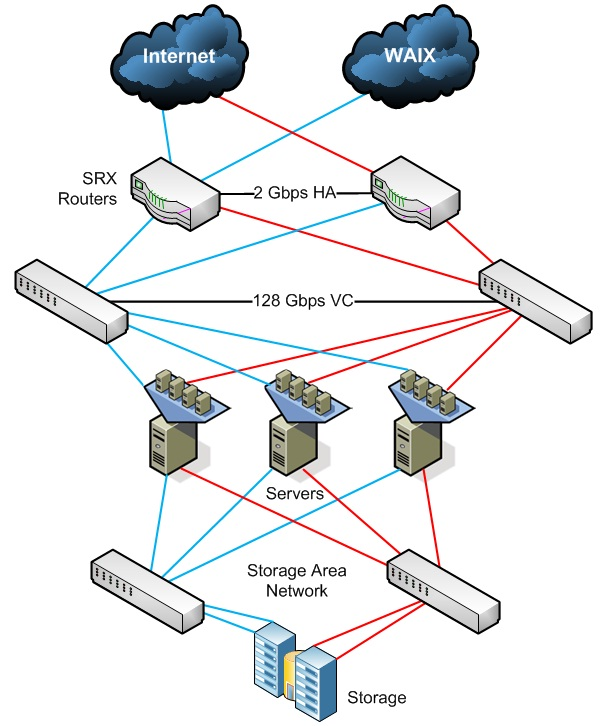 Internet
WAIX
SRX
Routers
2 Gbps HA
128 Gbps VC
Servers
Storage Area
Network
Storage